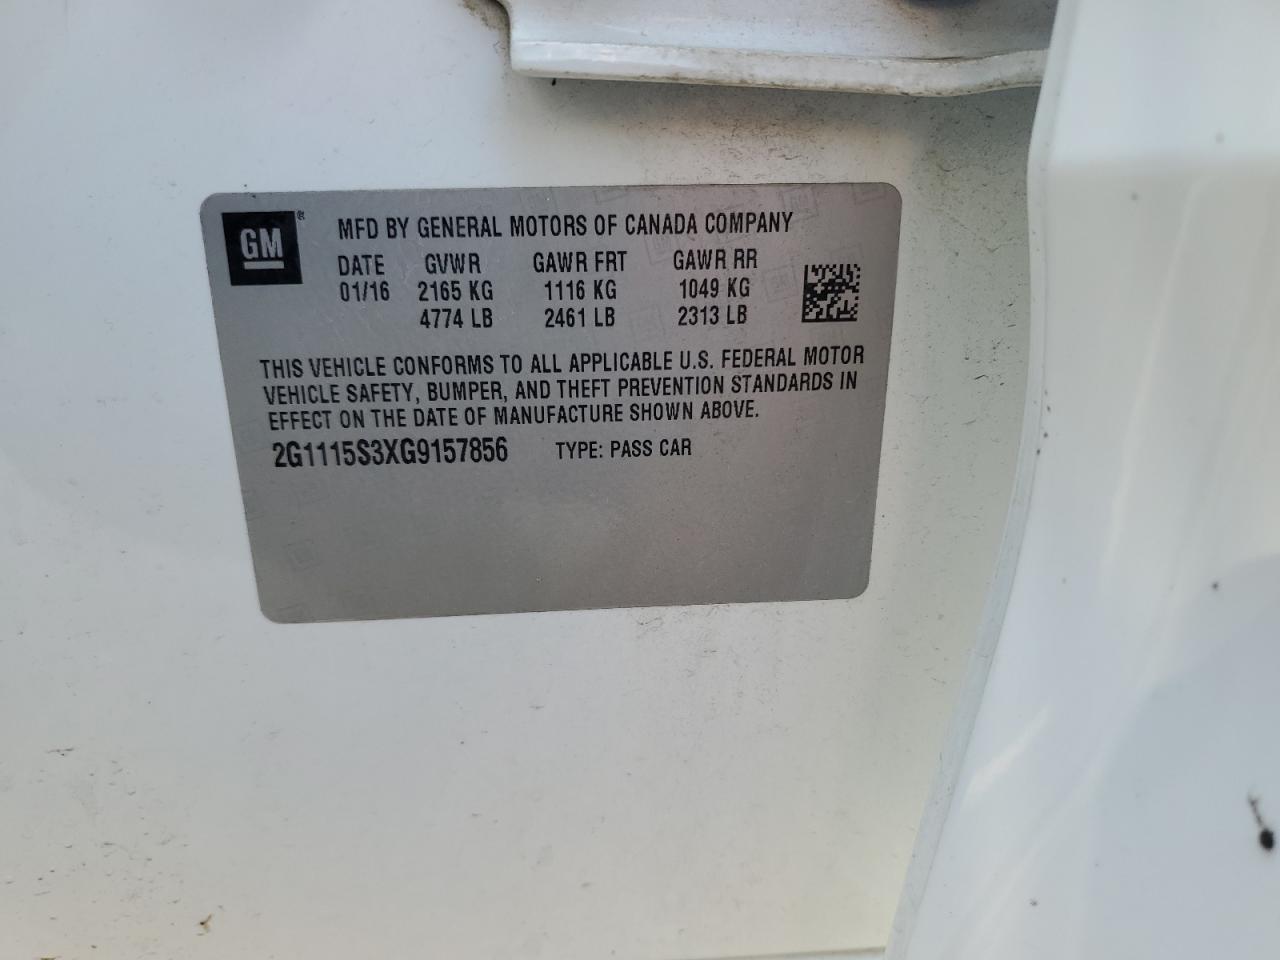 GM ® MFD BY GENERAL MOTORS OF CANADA COMPANY
DATE GVWR GAWR FRT GAWR RR
01/16 2165 KG 1116 KG 1049 KG
4774 LB 2461 LB 2313 LB
THIS VEHICLE CONFORMS TO ALL APPLICABLE U.S. FEDERAL MOTOR
VEHICLE SAFETY, BUMPER, AND THEFT PREVENTION STANDARDS IN
EFFECT ON THE DATE OF MANUFACTURE SHOWN ABOVE.
2G1115S3XG9157856 TYPE: PASS CAR